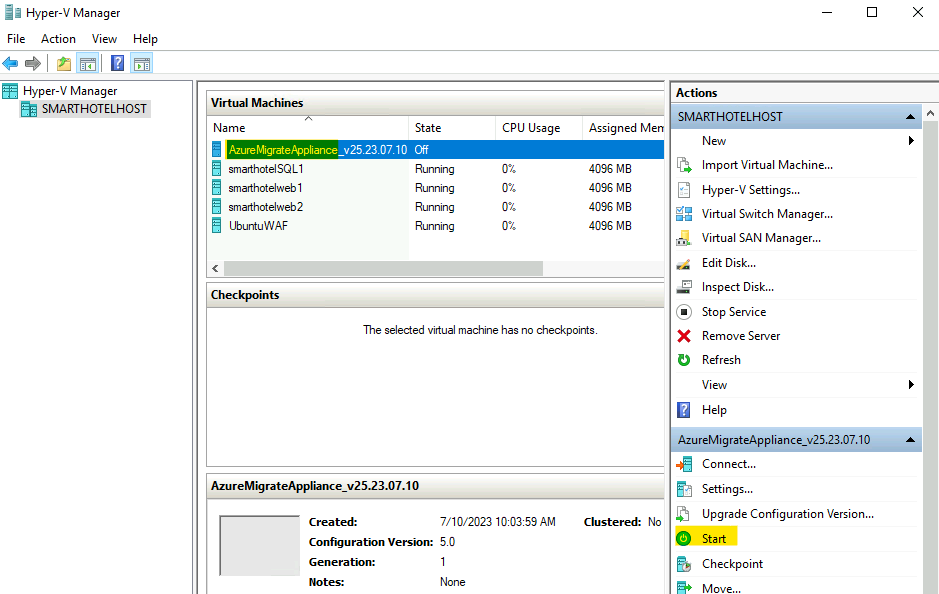 Hyper-V Manager
File Action View Help
Hyper-V Manager
SMARTHOTELHOST
Virtual Machines
Name State CPU Usage Assigned Mem
AzureMigrateAppliance_v25.23.07.10 Off
smarthotelSQL1 Running 0% 4096 MB
smarthotelweb1 Running 0% 4096 MB
smarthotelweb2 Running 0% 4096 MB
UbuntuWAF Running 0% 4096 MB
Checkpoints
The selected virtual machine has no checkpoints.
AzureMigrateAppliance_v25.23.07.10
Created: 7/10/2023 10:03:59 AM Clustered: No
Configuration Version: 5.0
Generation: 1
Notes: None
Actions
SMARTHOTELHOST
New
Import Virtual Machine...
Hyper-V Settings...
Virtual Switch Manager...
Virtual SAN Manager...
Edit Disk...
Inspect Disk...
Stop Service
Remove Server
Refresh
View
Help
AzureMigrateAppliance_v25.23.07.10
Connect...
Settings...
Upgrade Configuration Version...
Start
Checkpoint
Move...